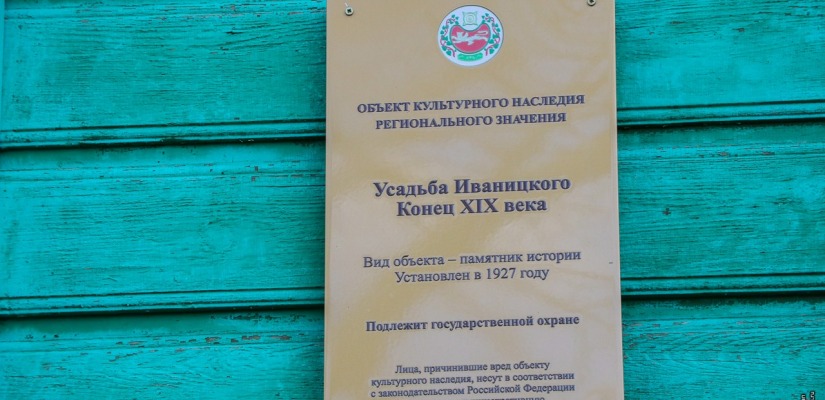 ОБЪЕКТ КУЛЬТУРНОГО НАСЛЕДИЯ
РЕГИОНАЛЬНОГО ЗНАЧЕНИЯ
Усадьба Иваницкого
Конец XIX века
Вид объекта – памятник истории
Установлен в 1927 году
Подлежит государственной охране
Лица, причинившие вред объекту
культурного наследия, несут в соответствии
с законодательством Российской Федерации